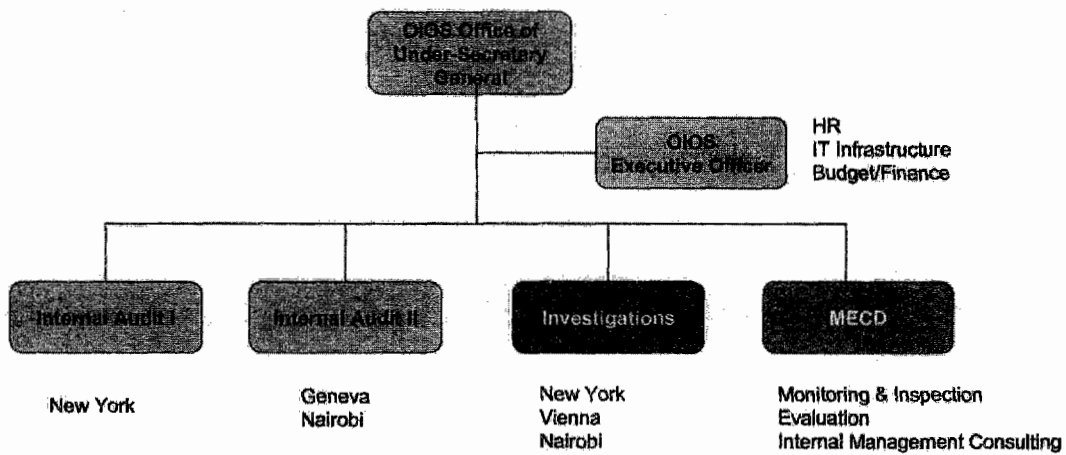 OIOS Office of
Under-Secretary
General
OIOS
Executive Officer
HR
IT Infrastructure
Budget/Finance
Internal Audit I
Internal Audit II
Investigations
MECD
New York
Geneva
Nairobi
New York
Vienna
Nairobi
Monitoring & Inspection
Evaluation
Internal Management Consulting